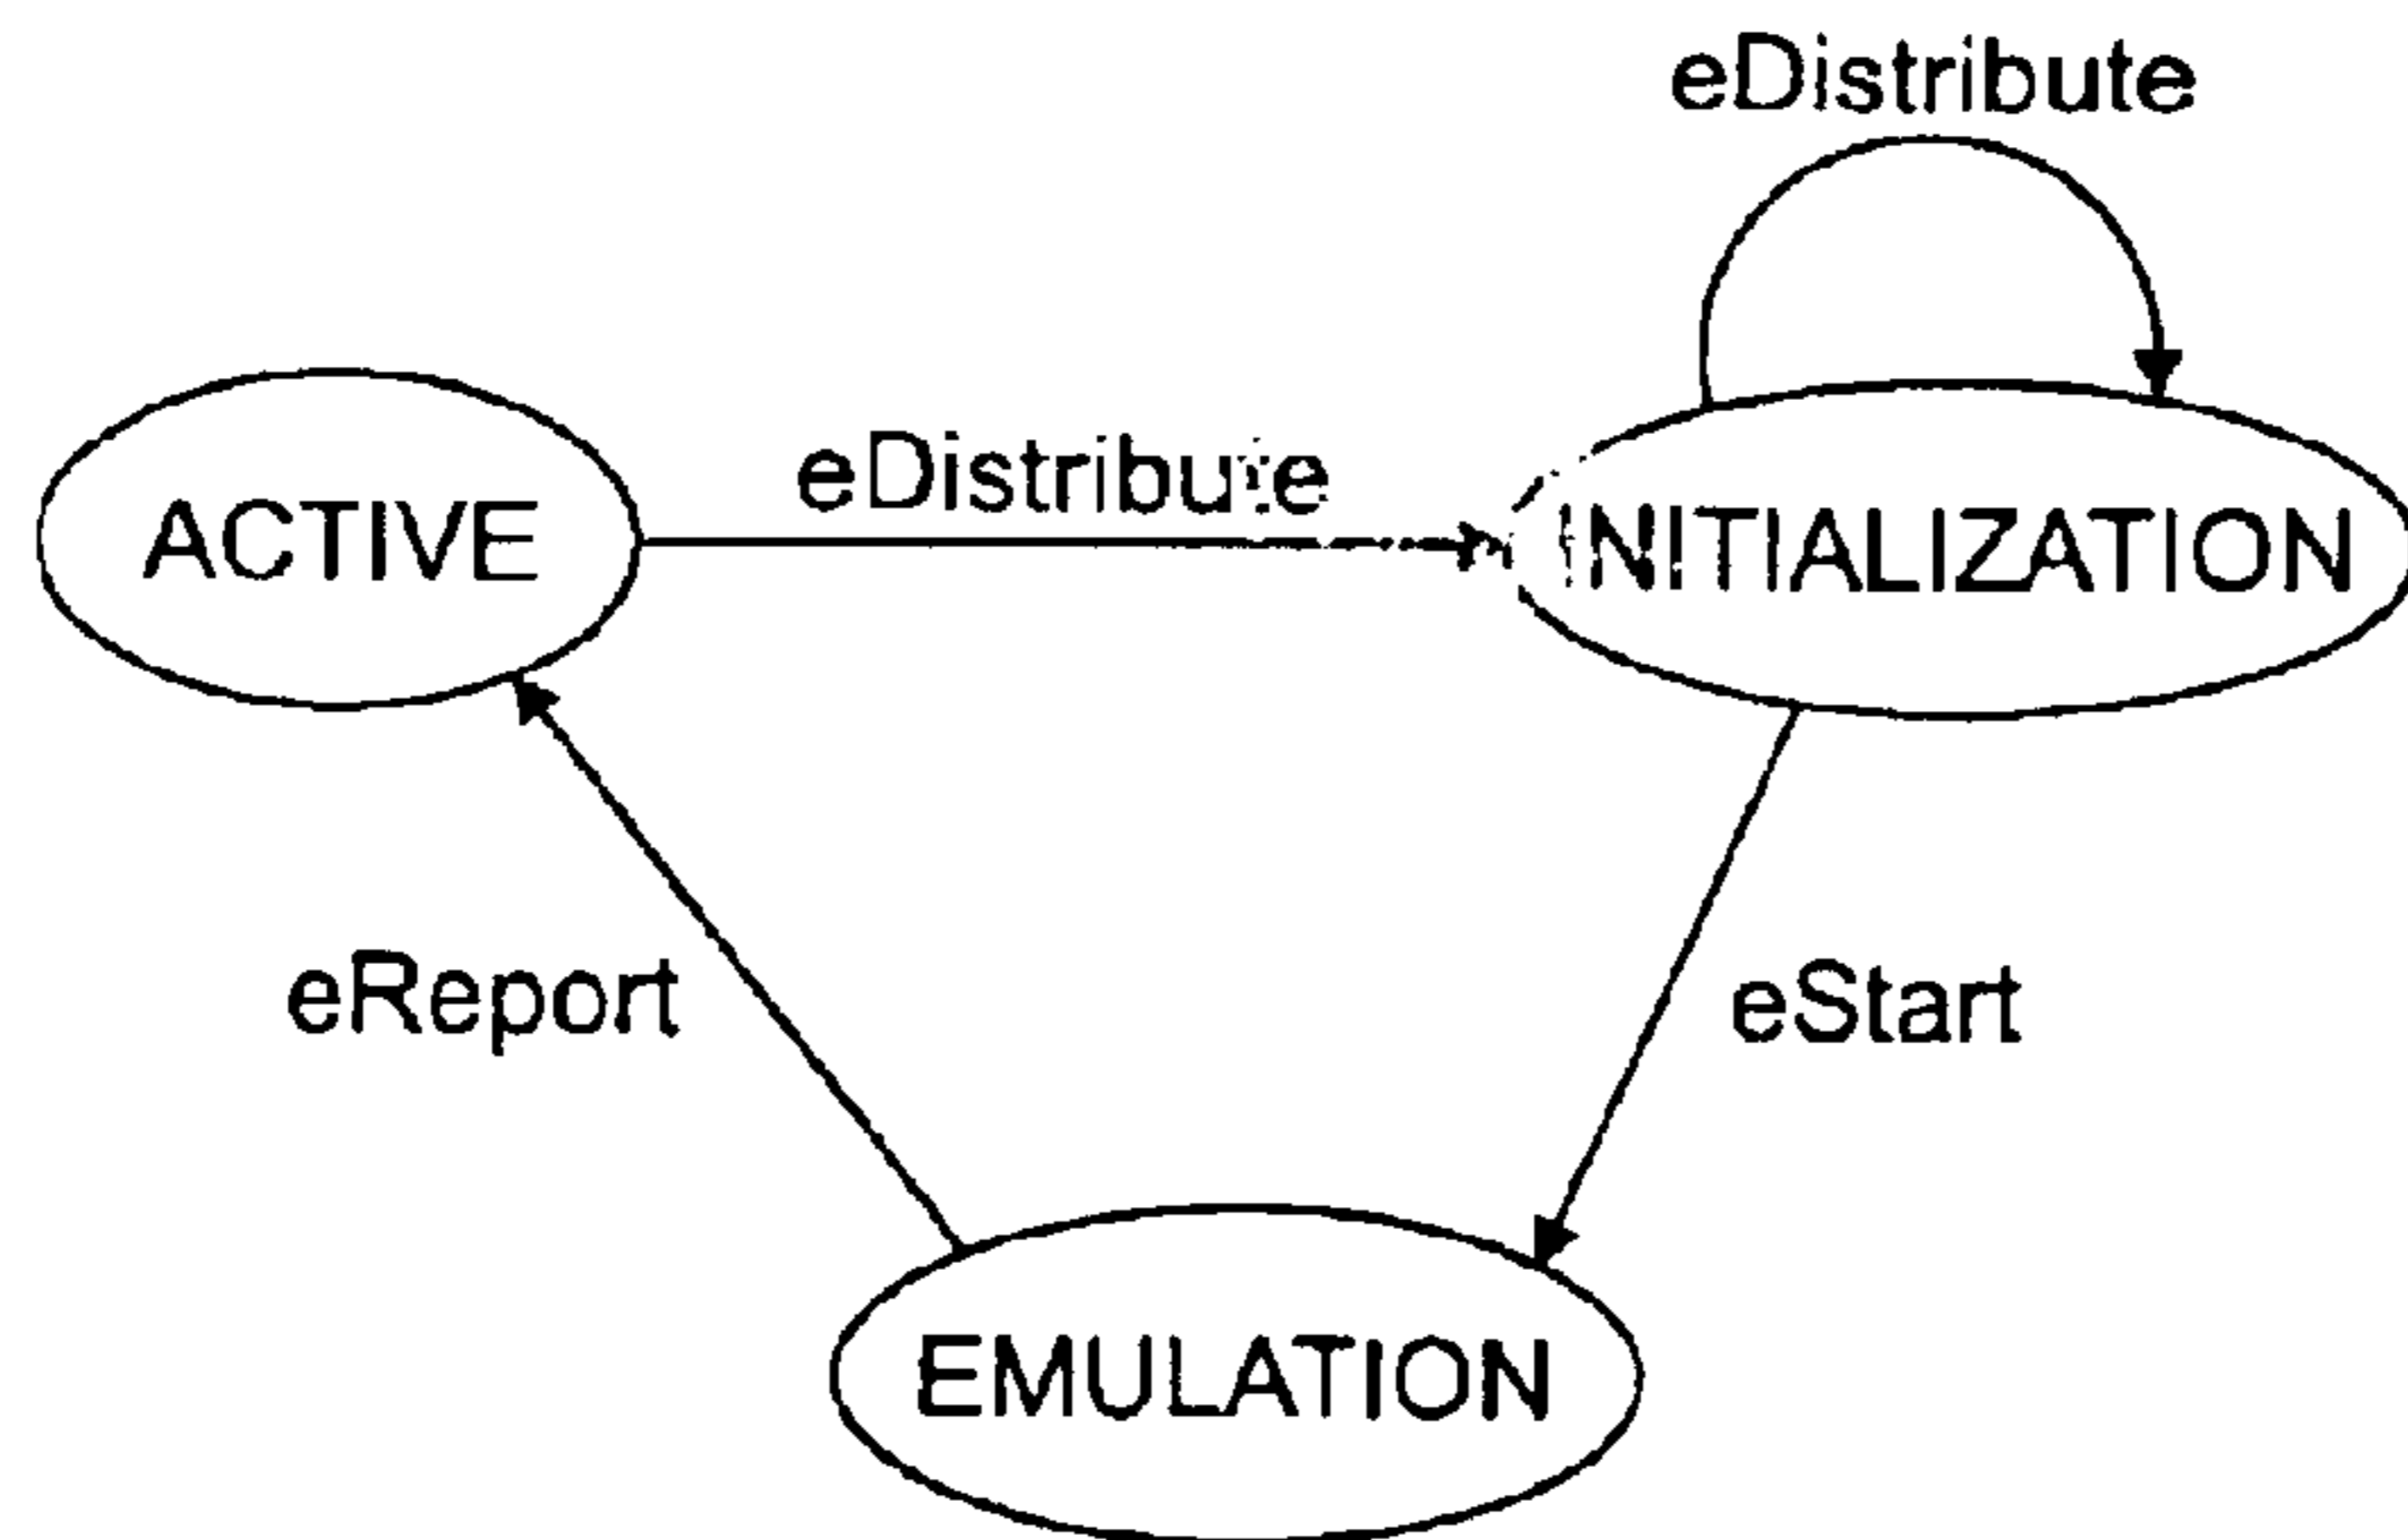 eDistribute
eDistribute
ACTIVE
INITIALIZATION
eReport
eStart
EMULATION